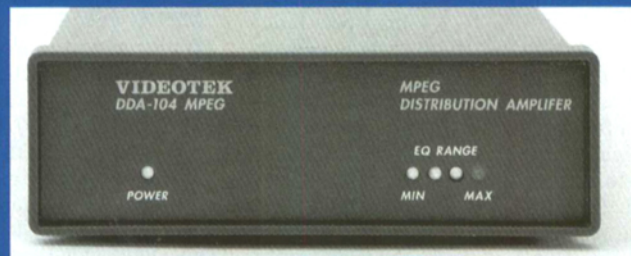 VIDEOTEK
DDA-104 MPEG
MPEG
DISTRIBUTION AMPLIFER
EQ RANGE
POWER
MIN MAX